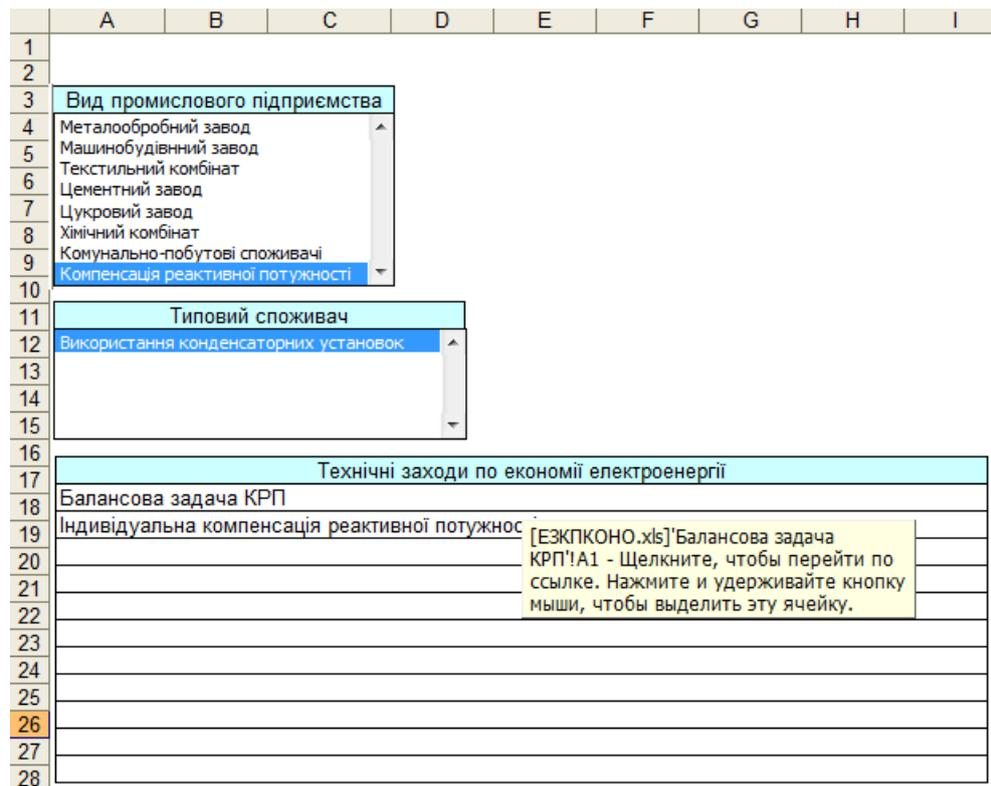 A B C D E F G H I
1
2
3 Вид промислового підприємства
4 Металообробний завод
5 Машинобудівнний завод
Текстильний комбінат
6 Цементний завод
7 Цукровий завод
8 Хімічний комбінат
9 Комунально-побутові споживачі
Компенсація реактивної потужності
10
11 Типовий споживач
12 Використання конденсаторних установок
13
14
15
16
17 Технічні заходи по економії електроенергії
18 Балансова задача КРП
19 Індивідуальна компенсація реактивної
[ЕЗКПКОНО.xls]'Балансова задача
20 КРП'!A1 - Щелкните, чтобы перейти по
21 ссылке. Нажмите и удерживайте кнопку
22 мыши, чтобы выделить эту ячейку.
23
24
25
26
27
28